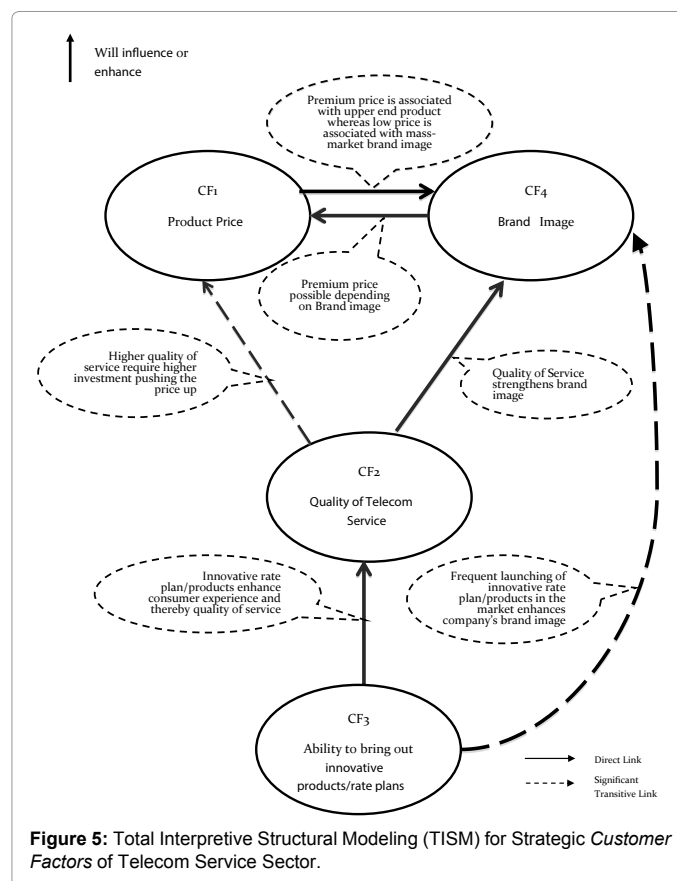 Will influence or
enhance
Premium price is associated
with upper end product
whereas low price is
associated with mass-
market brand image
CF1
Product Price
CF4
Brand Image
Premium price
possible depending
on Brand image
Higher quality of
service require higher
investment pushing the
price up
Quality of Service
strengthens brand
image
CF2
Quality of Telecom
Service
Innovative rate
plan/products enhance
consumer experience and
thereby quality of service
Frequent launching of
innovative rate
plan/products in the
market enhances
company's brand image
CF3
Ability to bring out
innovative
products/rate plans
Direct Link
Significant
Transitive Link
Figure 5: Total Interpretive Structural Modeling (TISM) for Strategic Customer
Factors of Telecom Service Sector.